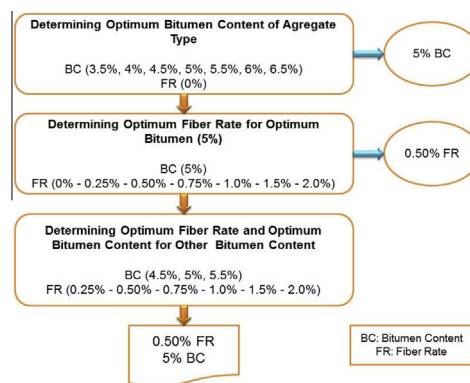 Determining Optimum Bitumen Content of Agregate
Type
BC (3.5%, 4%, 4.5%, 5%, 5.5%, 6%, 6.5%)
FR (0%)
5% BC
Determining Optimum Fiber Rate for Optimum
Bitumen (5%)
BC (5%)
FR (0% - 0.25% - 0.50% - 0.75% - 1.0% - 1.5% - 2.0%)
0.50% FR
Determining Optimum Fiber Rate and Optimum
Bitumen Content for Other Bitumen Content
BC (4.5%, 5%, 5.5%)
FR (0.25% - 0.50% - 0.75% - 1.0% - 1.5% - 2.0%)
0.50% FR
5% BC
BC: Bitumen Content
FR: Fiber Rate